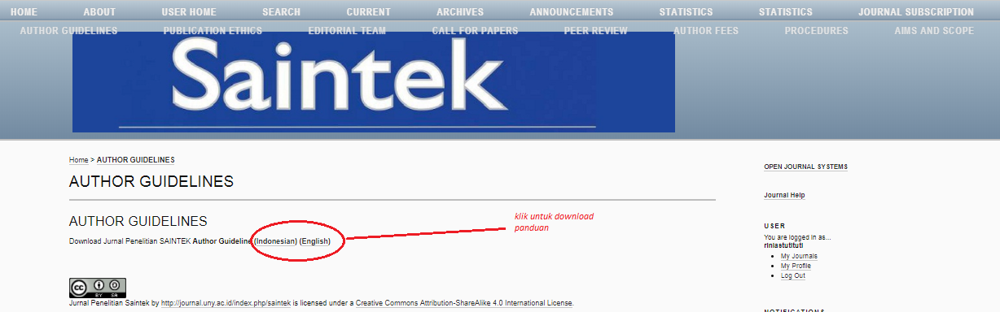 HOME ABOUT USER HOME SEARCH CURRENT ARCHIVES ANNOUNCEMENTS STATISTICS STATISTICS JOURNAL SUBSCRIPTION
AUTHOR GUIDELINES PUBLICATION ETHICS EDITORIAL TEAM CALL FOR PAPERS PEER REVIEW AUTHOR FEES PROCEDURES AIMS AND SCOPE
Saintek
Home > AUTHOR GUIDELINES
AUTHOR GUIDELINES
AUTHOR GUIDELINES
Download Jurnal Penelitian SAINTEK Author Guideline (Indonesian) (English)
klik untuk download
panduan
CC BY SA
Jurnal Penelitian Saintek by http://journal.uny.ac.id/index.php/saintek is licensed under a Creative Commons Attribution-ShareAlike 4.0 International License.
OPEN JOURNAL SYSTEMS
Journal Help
USER
You are logged in as...
riniastutituti
My Journals
My Profile
Log Out
NOTIFICATIONS